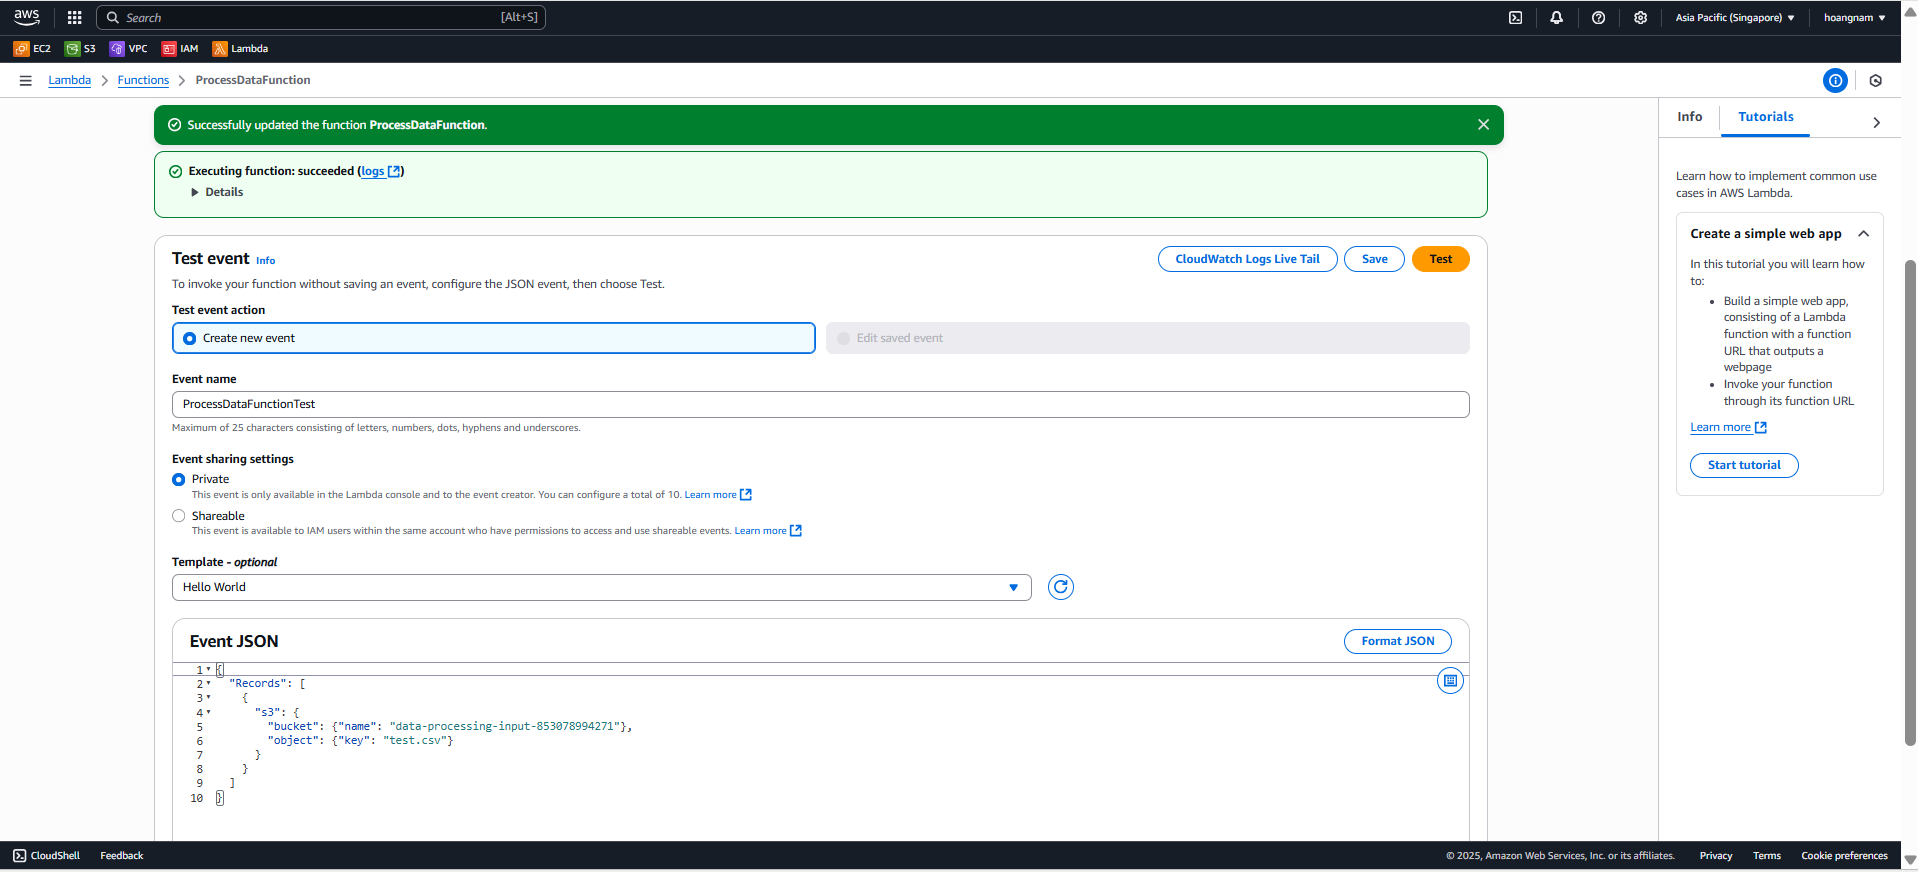 aws
Search [Alt+S]
Asia Pacific (Singapore)
hoangnam
EC2 S3 VPC IAM Lambda
Lambda Functions ProcessDataFunction
Successfully updated the function ProcessDataFunction.
Executing function: succeeded (logs)
Details
Test event Info
CloudWatch Logs Live Tail
Save
Test
To invoke your function without saving an event, configure the JSON event, then choose Test.
Test event action
Create new event
Edit saved event
Event name
ProcessDataFunctionTest
Maximum of 25 characters consisting of letters, numbers, dots, hyphens and underscores.
Event sharing settings
Private
This event is only available in the Lambda console and to the event creator. You can configure a total of 10. Learn more
Shareable
This event is available to IAM users within the same account who have permissions to access and use shareable events. Learn more
Template - optional
Hello World
Event JSON
Format JSON
1 {
2 "Records": [
3 {
4 "s3": {
5 "bucket": {"name": "data-processing-input-853078994271"},
6 "object": {"key": "test.csv"}
7 }
8 }
9 ]
10 }
Info
Tutorials
Learn how to implement common use
cases in AWS Lambda.
Create a simple web app
In this tutorial you will learn how
to:
• Build a simple web app,
consisting of a Lambda
function with a function
URL that outputs a
webpage
• Invoke your function
through its function URL
Learn more
Start tutorial
CloudShell Feedback
© 2025, Amazon Web Services, Inc. or its affiliates. Privacy Terms Cookie preferences